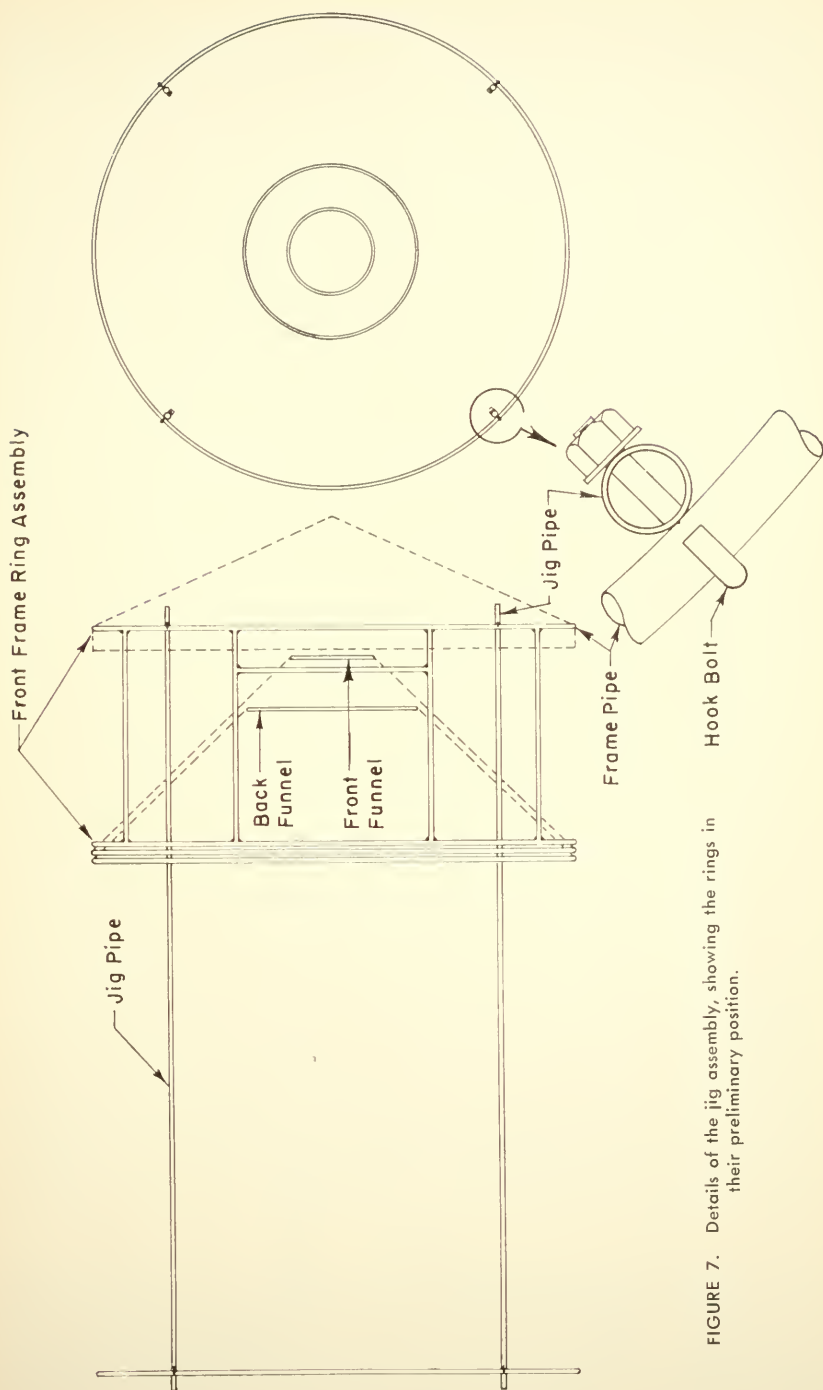 Front Frame Ring Assembly
Jig Pipe
Back
Funnel
Front
Funnel
Jig Pipe
Frame Pipe
Hook Bolt
FIGURE 7. Details of the jig assembly, showing the rings in
their preliminary position.